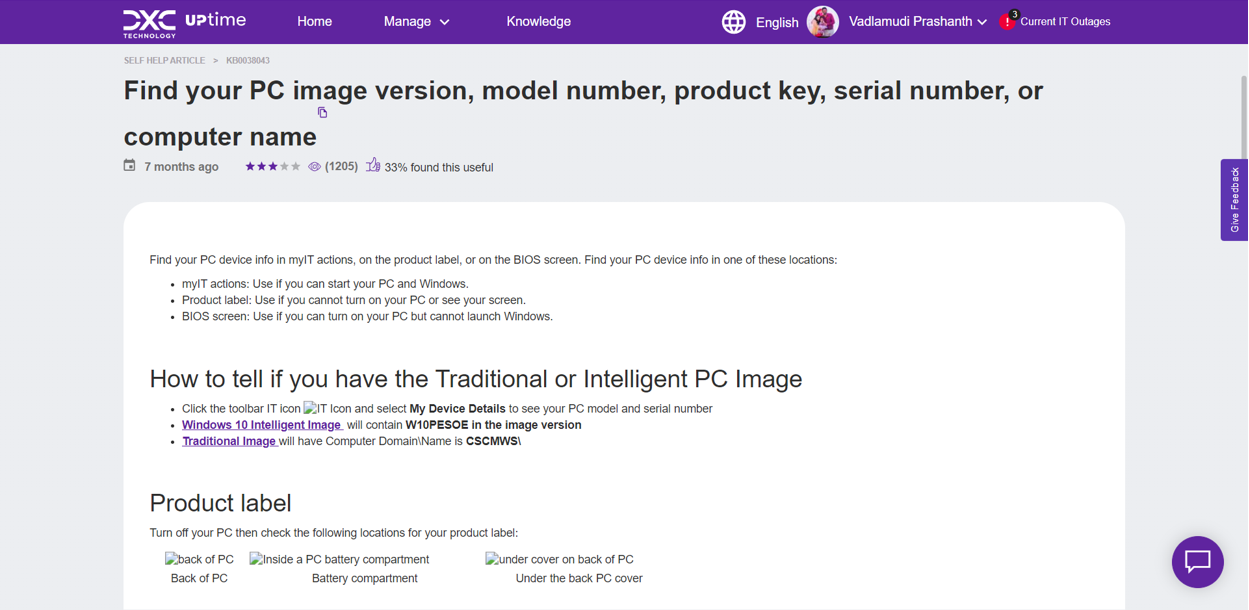 DXC TECHNOLOGY UPtime Home Manage Knowledge English Vadlamudi Prashanth ! 3 Current IT Outages
SELF HELP ARTICLE > KB0038043
Find your PC image version, model number, product key, serial number, or
computer name
7 months ago (1205) 33% found this useful
Give Feedback
Find your PC device info in myIT actions, on the product label, or on the BIOS screen. Find your PC device info in one of these locations:
• myIT actions: Use if you can start your PC and Windows.
• Product label: Use if you cannot turn on your PC or see your screen.
• BIOS screen: Use if you can turn on your PC but cannot launch Windows.
How to tell if you have the Traditional or Intelligent PC Image
• Click the toolbar IT icon IT Icon and select My Device Details to see your PC model and serial number
• Windows 10 Intelligent Image will contain W10PESOE in the image version
• Traditional Image will have Computer Domain\Name is CSCMWS\
Product label
Turn off your PC then check the following locations for your product label:
back of PC Inside a PC battery compartment under cover on back of PC
Back of PC Battery compartment Under the back PC cover